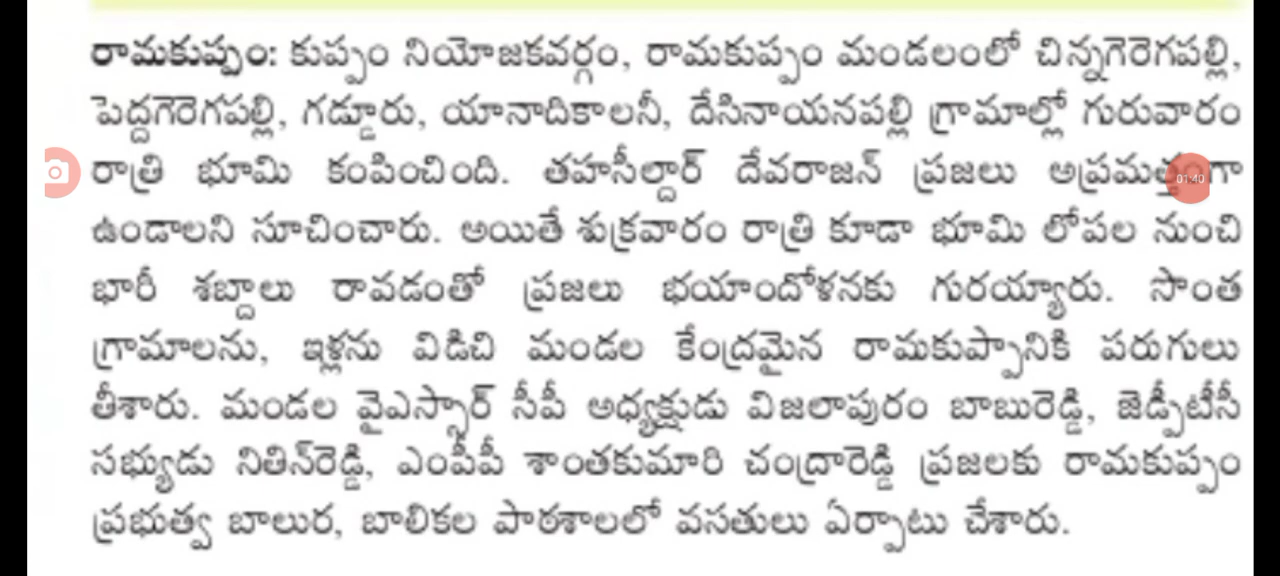 రామకుప్పం: కుప్పం నియోజకవర్గం, రామకుప్పం మండలంలో చిన్నగెరెగపల్లి,
పెద్దగెరెగపల్లి, గడ్డూరు, యానాదికాలనీ, దేసినాయనపల్లి గ్రామాల్లో గురువారం
రాత్రి భూమి కంపించింది. తహసీల్దార్ దేవరాజన్ ప్రజలు అప్రమత్తంగా
01:40
ఉండాలని సూచించారు. అయితే శుక్రవారం రాత్రి కూడా భూమి లోపల నుంచి
భారీ శబ్దాలు రావడంతో ప్రజలు భయాందోళనకు గురయ్యారు. సొంత
గ్రామాలను, ఇళ్లను విడిచి మండల కేంద్రమైన రామకుప్పానికి పరుగులు
తీశారు. మండల వైఎస్సార్ సీపీ అధ్యక్షుడు విజలాపురం బాబురెడ్డి, జెడ్పీటీసీ
సభ్యుడు నితిన్‌రెడ్డి, ఎంపీపీ శాంతకుమారి చంద్రారెడ్డి ప్రజలకు రామకుప్పం
ప్రభుత్వ బాలుర, బాలికల పాఠశాలలో వసతులు ఏర్పాటు చేశారు.